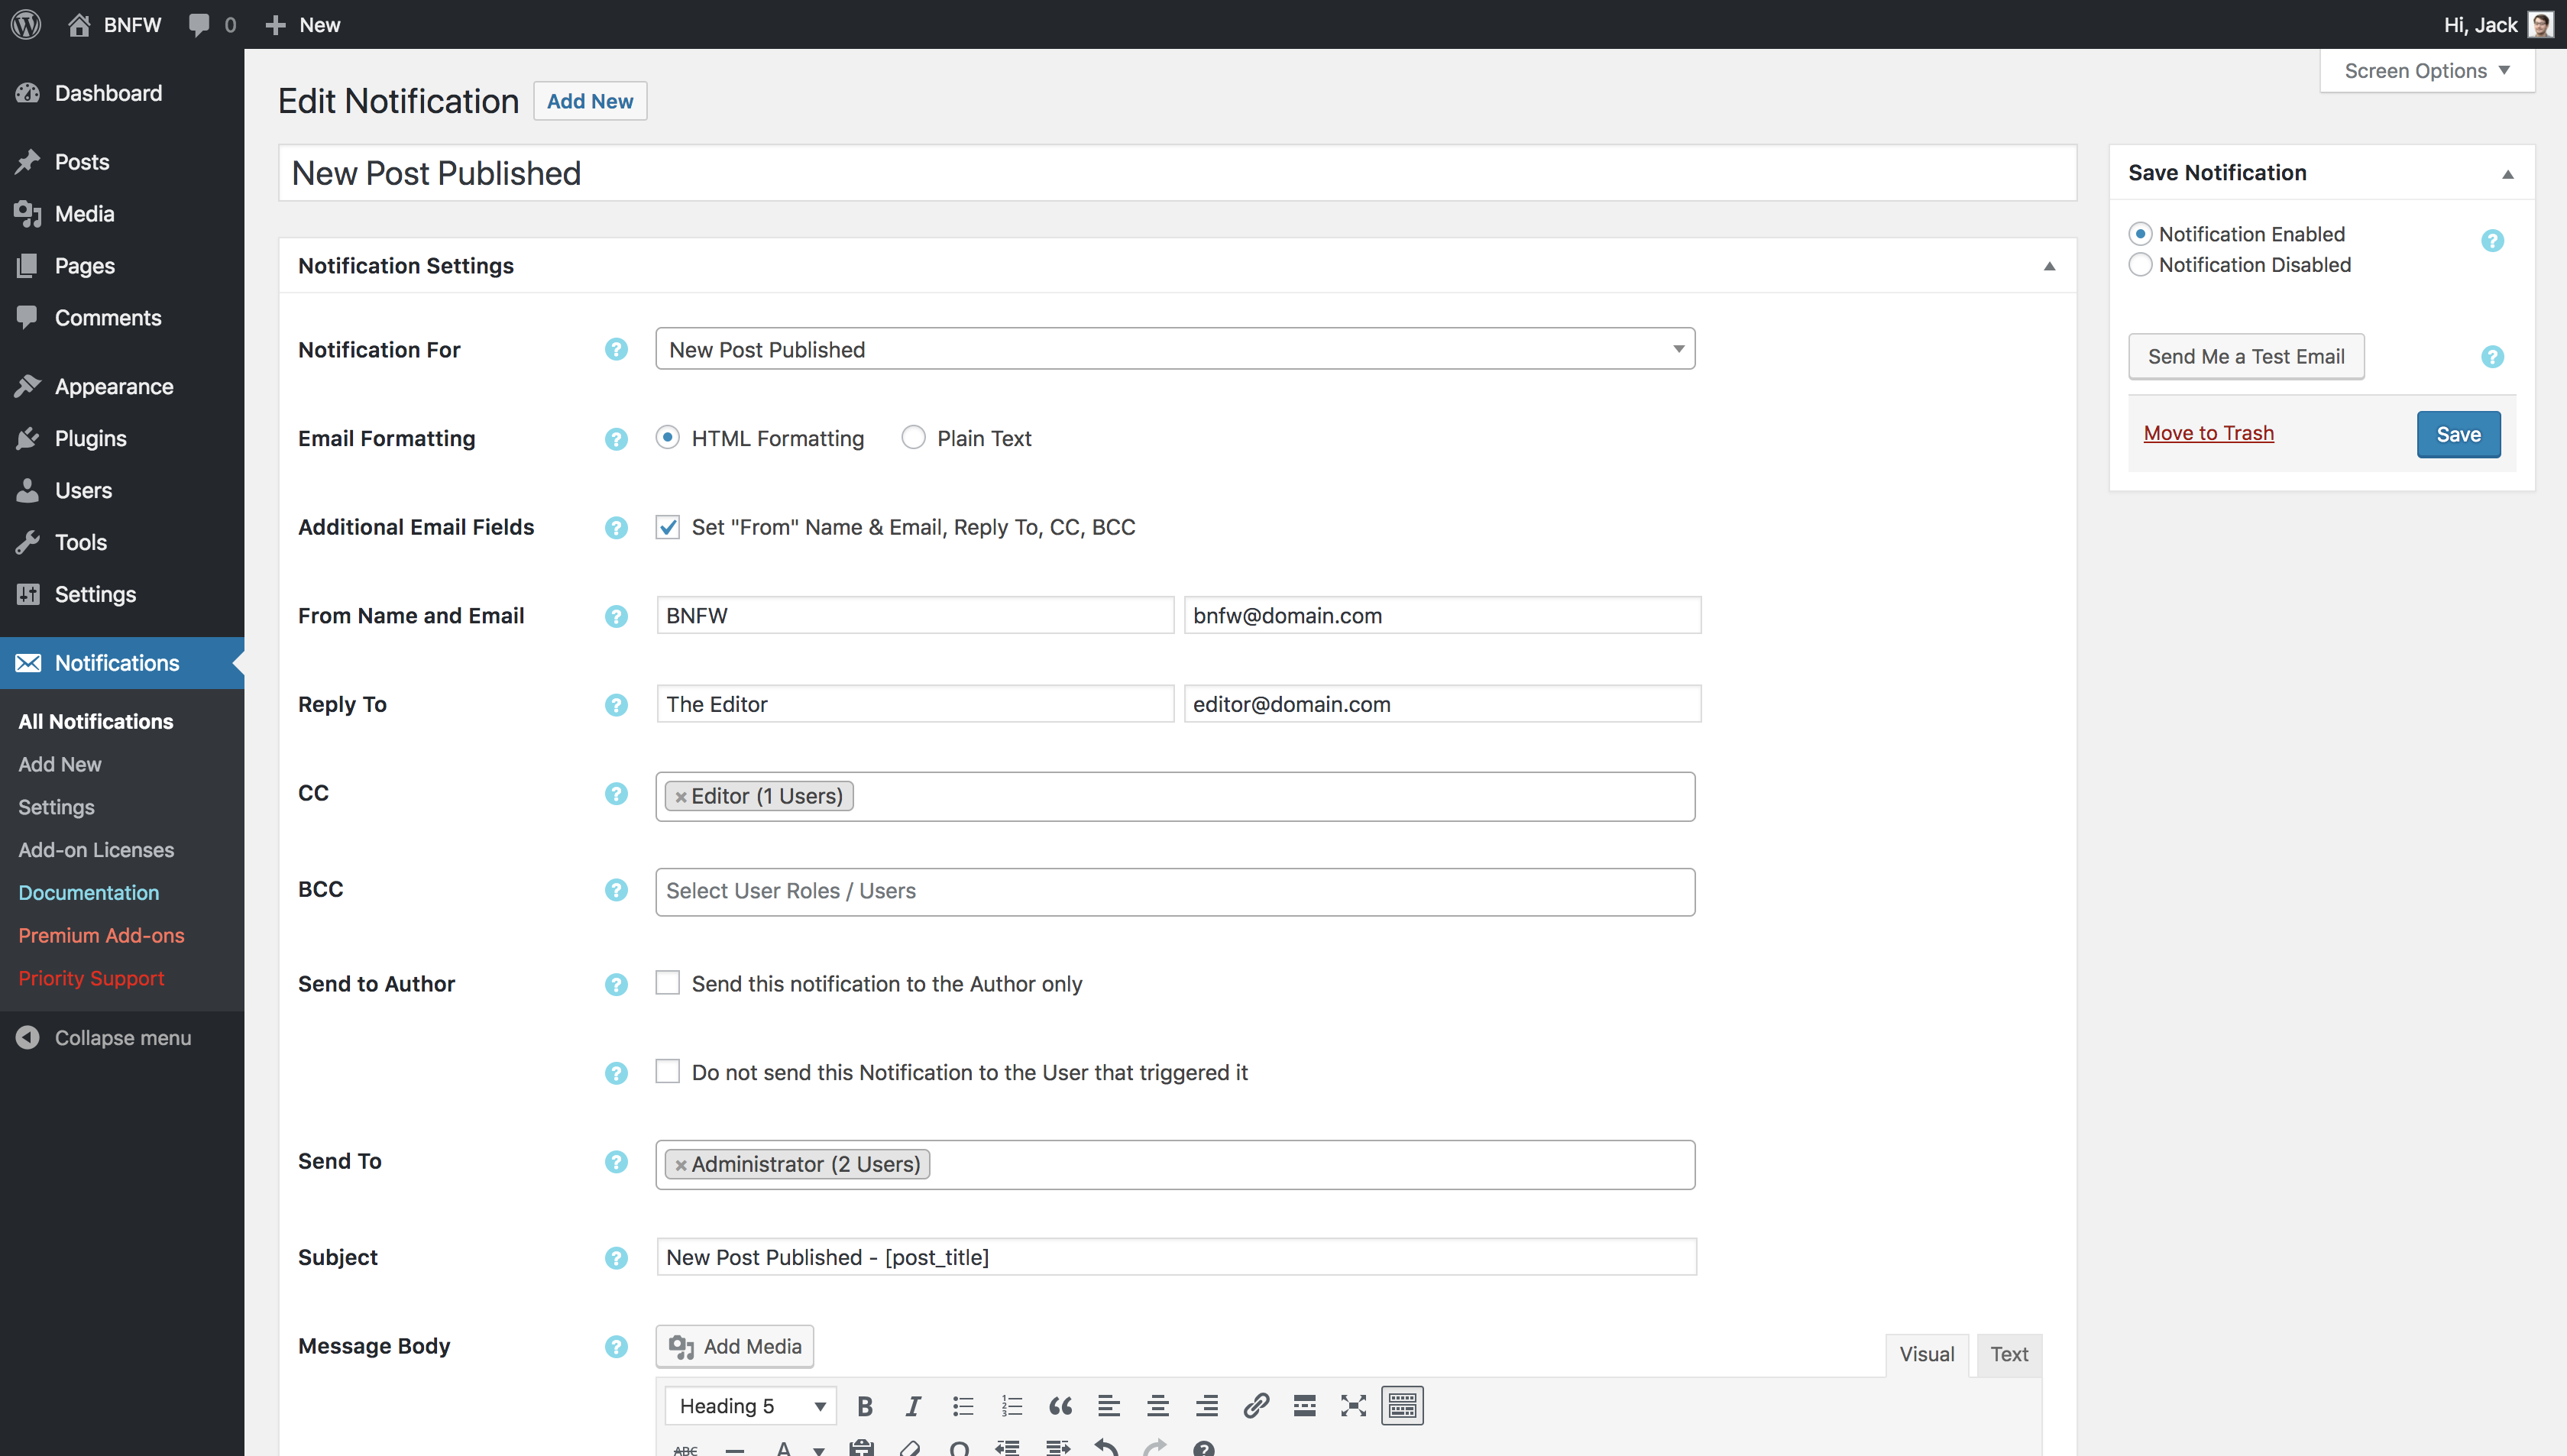 BNFW 0 New Hi, Jack
Screen Options
Dashboard
Posts
Media
Pages
Comments
Appearance
Plugins
Users
Tools
Settings
Notifications
All Notifications
Add New
Settings
Add-on Licenses
Documentation
Premium Add-ons
Priority Support
Collapse menu
Edit Notification Add New
New Post Published
Notification Settings
Notification For ? New Post Published
Email Formatting ? HTML Formatting Plain Text
Additional Email Fields ? Set "From" Name & Email, Reply To, CC, BCC
From Name and Email ? BNFW bnfw@domain.com
Reply To ? The Editor editor@domain.com
CC ? ×Editor (1 Users)
BCC ? Select User Roles / Users
Send to Author ? Send this notification to the Author only
? Do not send this Notification to the User that triggered it
Send To ? ×Administrator (2 Users)
Subject ? New Post Published - [post_title]
Message Body ? Add Media Visual Text
Heading 5 B I
ABC A
Save Notification
Notification Enabled ?
Notification Disabled
Send Me a Test Email ?
Move to Trash Save